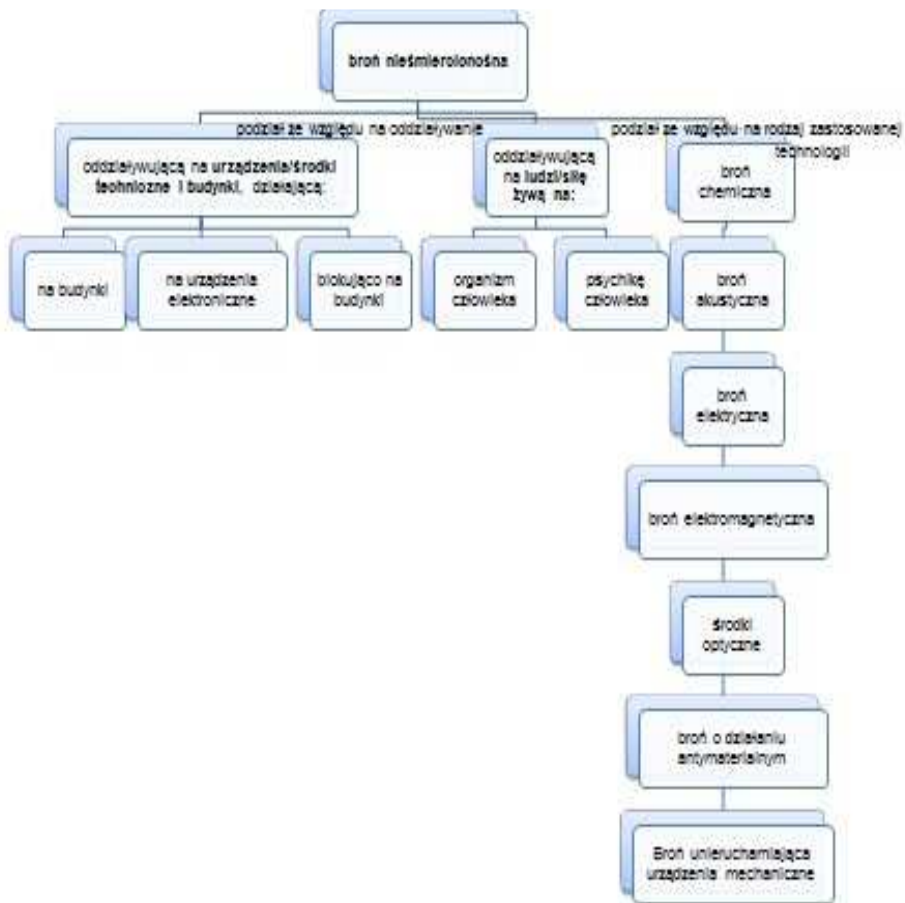 broń nieśmierolonośna
podział ze względu na oddziaływanie
podział ze względu na rodzaj zastosowanej
technologii
oddziaływującą na urządzenia/środki
teohniozne i budynki, działającą:
oddziaływującą
na ludzi/siłę
żywą na:
broń
chemiczna
na budynki
na urządzenia
elektroniczne
blokująco na
budynki
organizm
człowieka
psychikę
człowieka
broń
akustyczna
broń
elektryczna
broń elektromagnetyczna
środki
optyczne
broń o działaniu
antymaterialnym
Broń unieruchamiająca
urządzenia mechaniczne